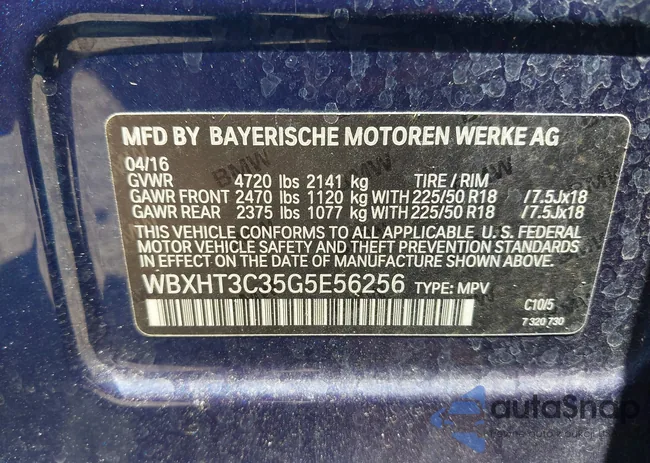 MFD BY BAYERISCHE MOTOREN WERKE AG
04/16
GVWR 4720 lbs 2141 kg TIRE / RIM
GAWR FRONT 2470 lbs 1120 kg WITH 225/50 R18 /7.5Jx18
GAWR REAR 2375 lbs 1077 kg WITH 225/50 R18 /7.5Jx18
THIS VEHICLE CONFORMS TO ALL APPLICABLE U. S. FEDERAL
MOTOR VEHICLE SAFETY AND THEFT PREVENTION STANDARDS
IN EFFECT ON THE DATE OF MANUFACTURE SHOWN ABOVE.
WBXHT3C35G5E56256 TYPE: MPV
C10/5
7 320 730
autoSnap